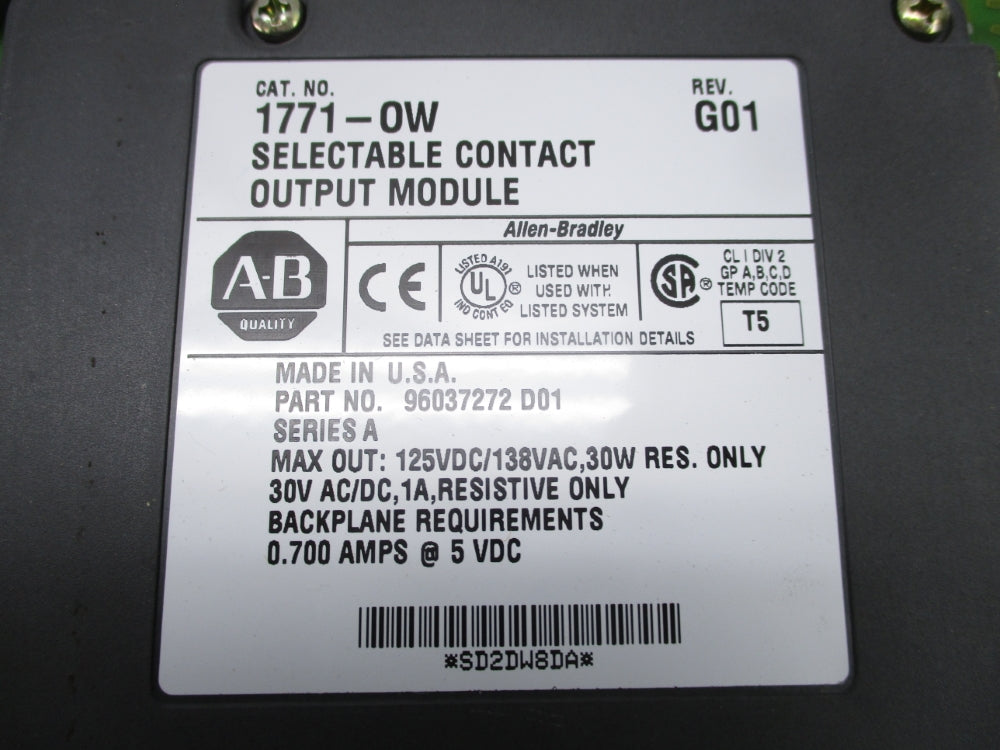 CAT. NO.
1771-OW
REV.
G01
SELECTABLE CONTACT
OUTPUT MODULE
Allen-Bradley
A-B
QUALITY
CE
LISTED A191
UL
®
IND CONT EQ
LISTED WHEN
USED WITH
LISTED SYSTEM
SA
®
CL I DIV 2
GP A,B,C,D
TEMP CODE
T5
SEE DATA SHEET FOR INSTALLATION DETAILS
MADE IN U.S.A.
PART NO. 96037272 D01
SERIES A
MAX OUT: 125VDC/138VAC,30W RES. ONLY
30V AC/DC,1A,RESISTIVE ONLY
BACKPLANE REQUIREMENTS
0.700 AMPS @ 5 VDC
*SD2DW8DA*